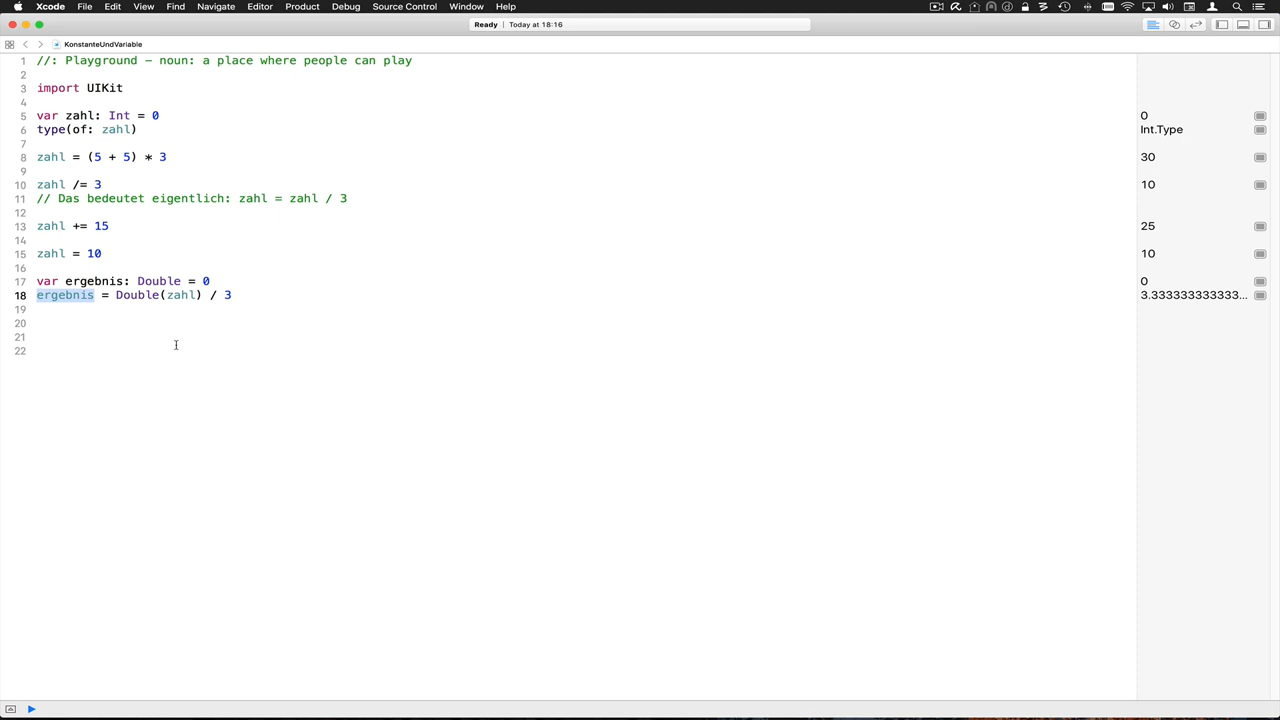 Xcode File Edit View Find Navigate Editor Product Debug Source Control Window Help
Ready | Today at 18:16
KonstanteUndVariable
1 //: Playground – noun: a place where people can play
2
3 import UIKit
4
5 var zahl: Int = 0 0
6 type(of: zahl) Int.Type
7
8 zahl = (5 + 5) * 3 30
9
10 zahl /= 3 10
11 // Das bedeutet eigentlich: zahl = zahl / 3
12
13 zahl += 15 25
14
15 zahl = 10 10
16
17 var ergebnis: Double = 0 0
18 ergebnis = Double(zahl) / 3 3.333333333333...
19
20
21
22